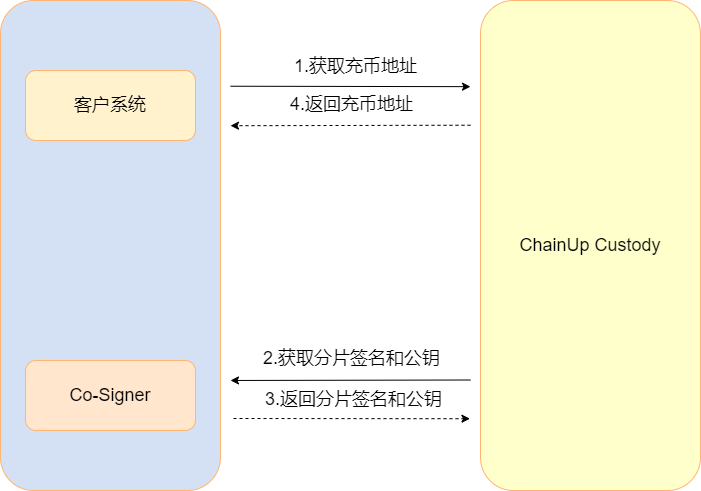 1.获取充币地址
客户系统
4.返回充币地址
ChainUp Custody
2.获取分片签名和公钥
Co-Signer
3.返回分片签名和公钥